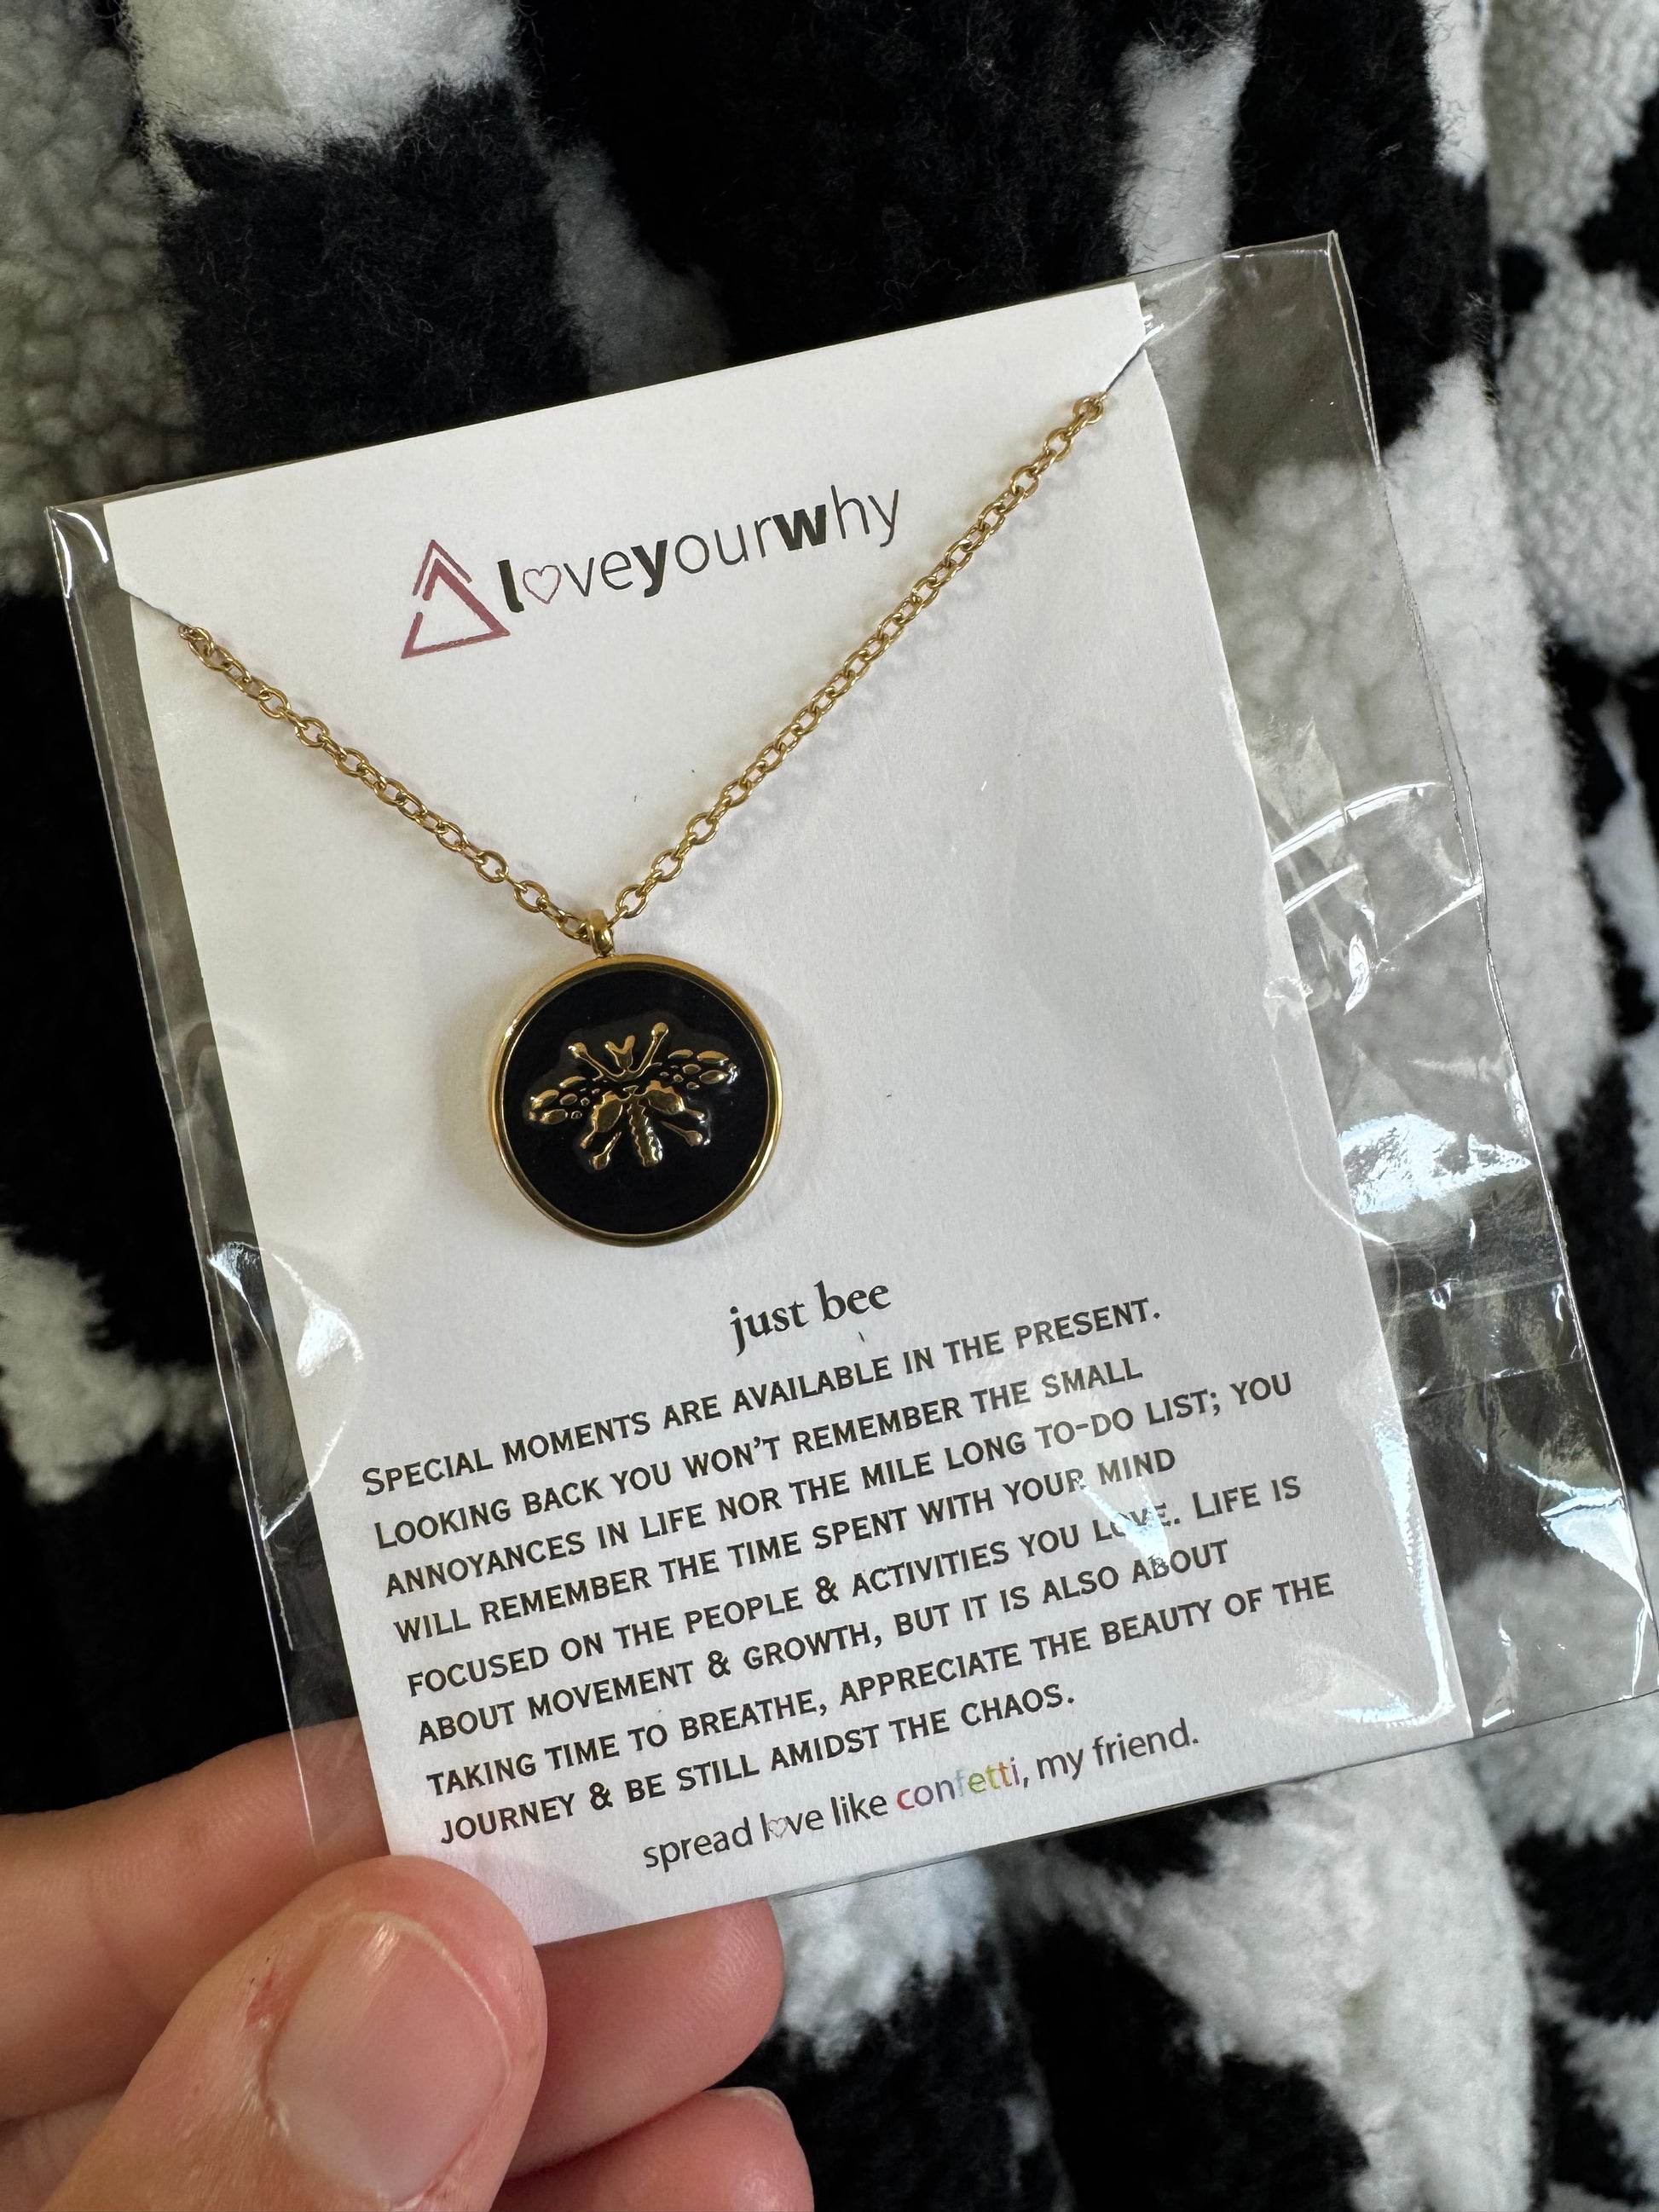 loveyourwhy
just bee
Special moments are available in the present.
Looking back you won't remember the small
annoyances in life nor the mile long to-do list; you
will remember the time spent with your mind
focused on the people & activities you love. Life is
about movement & growth, but it is also about
taking time to breathe, appreciate the beauty of the
journey & be still amidst the chaos.
spread love like confetti, my friend.